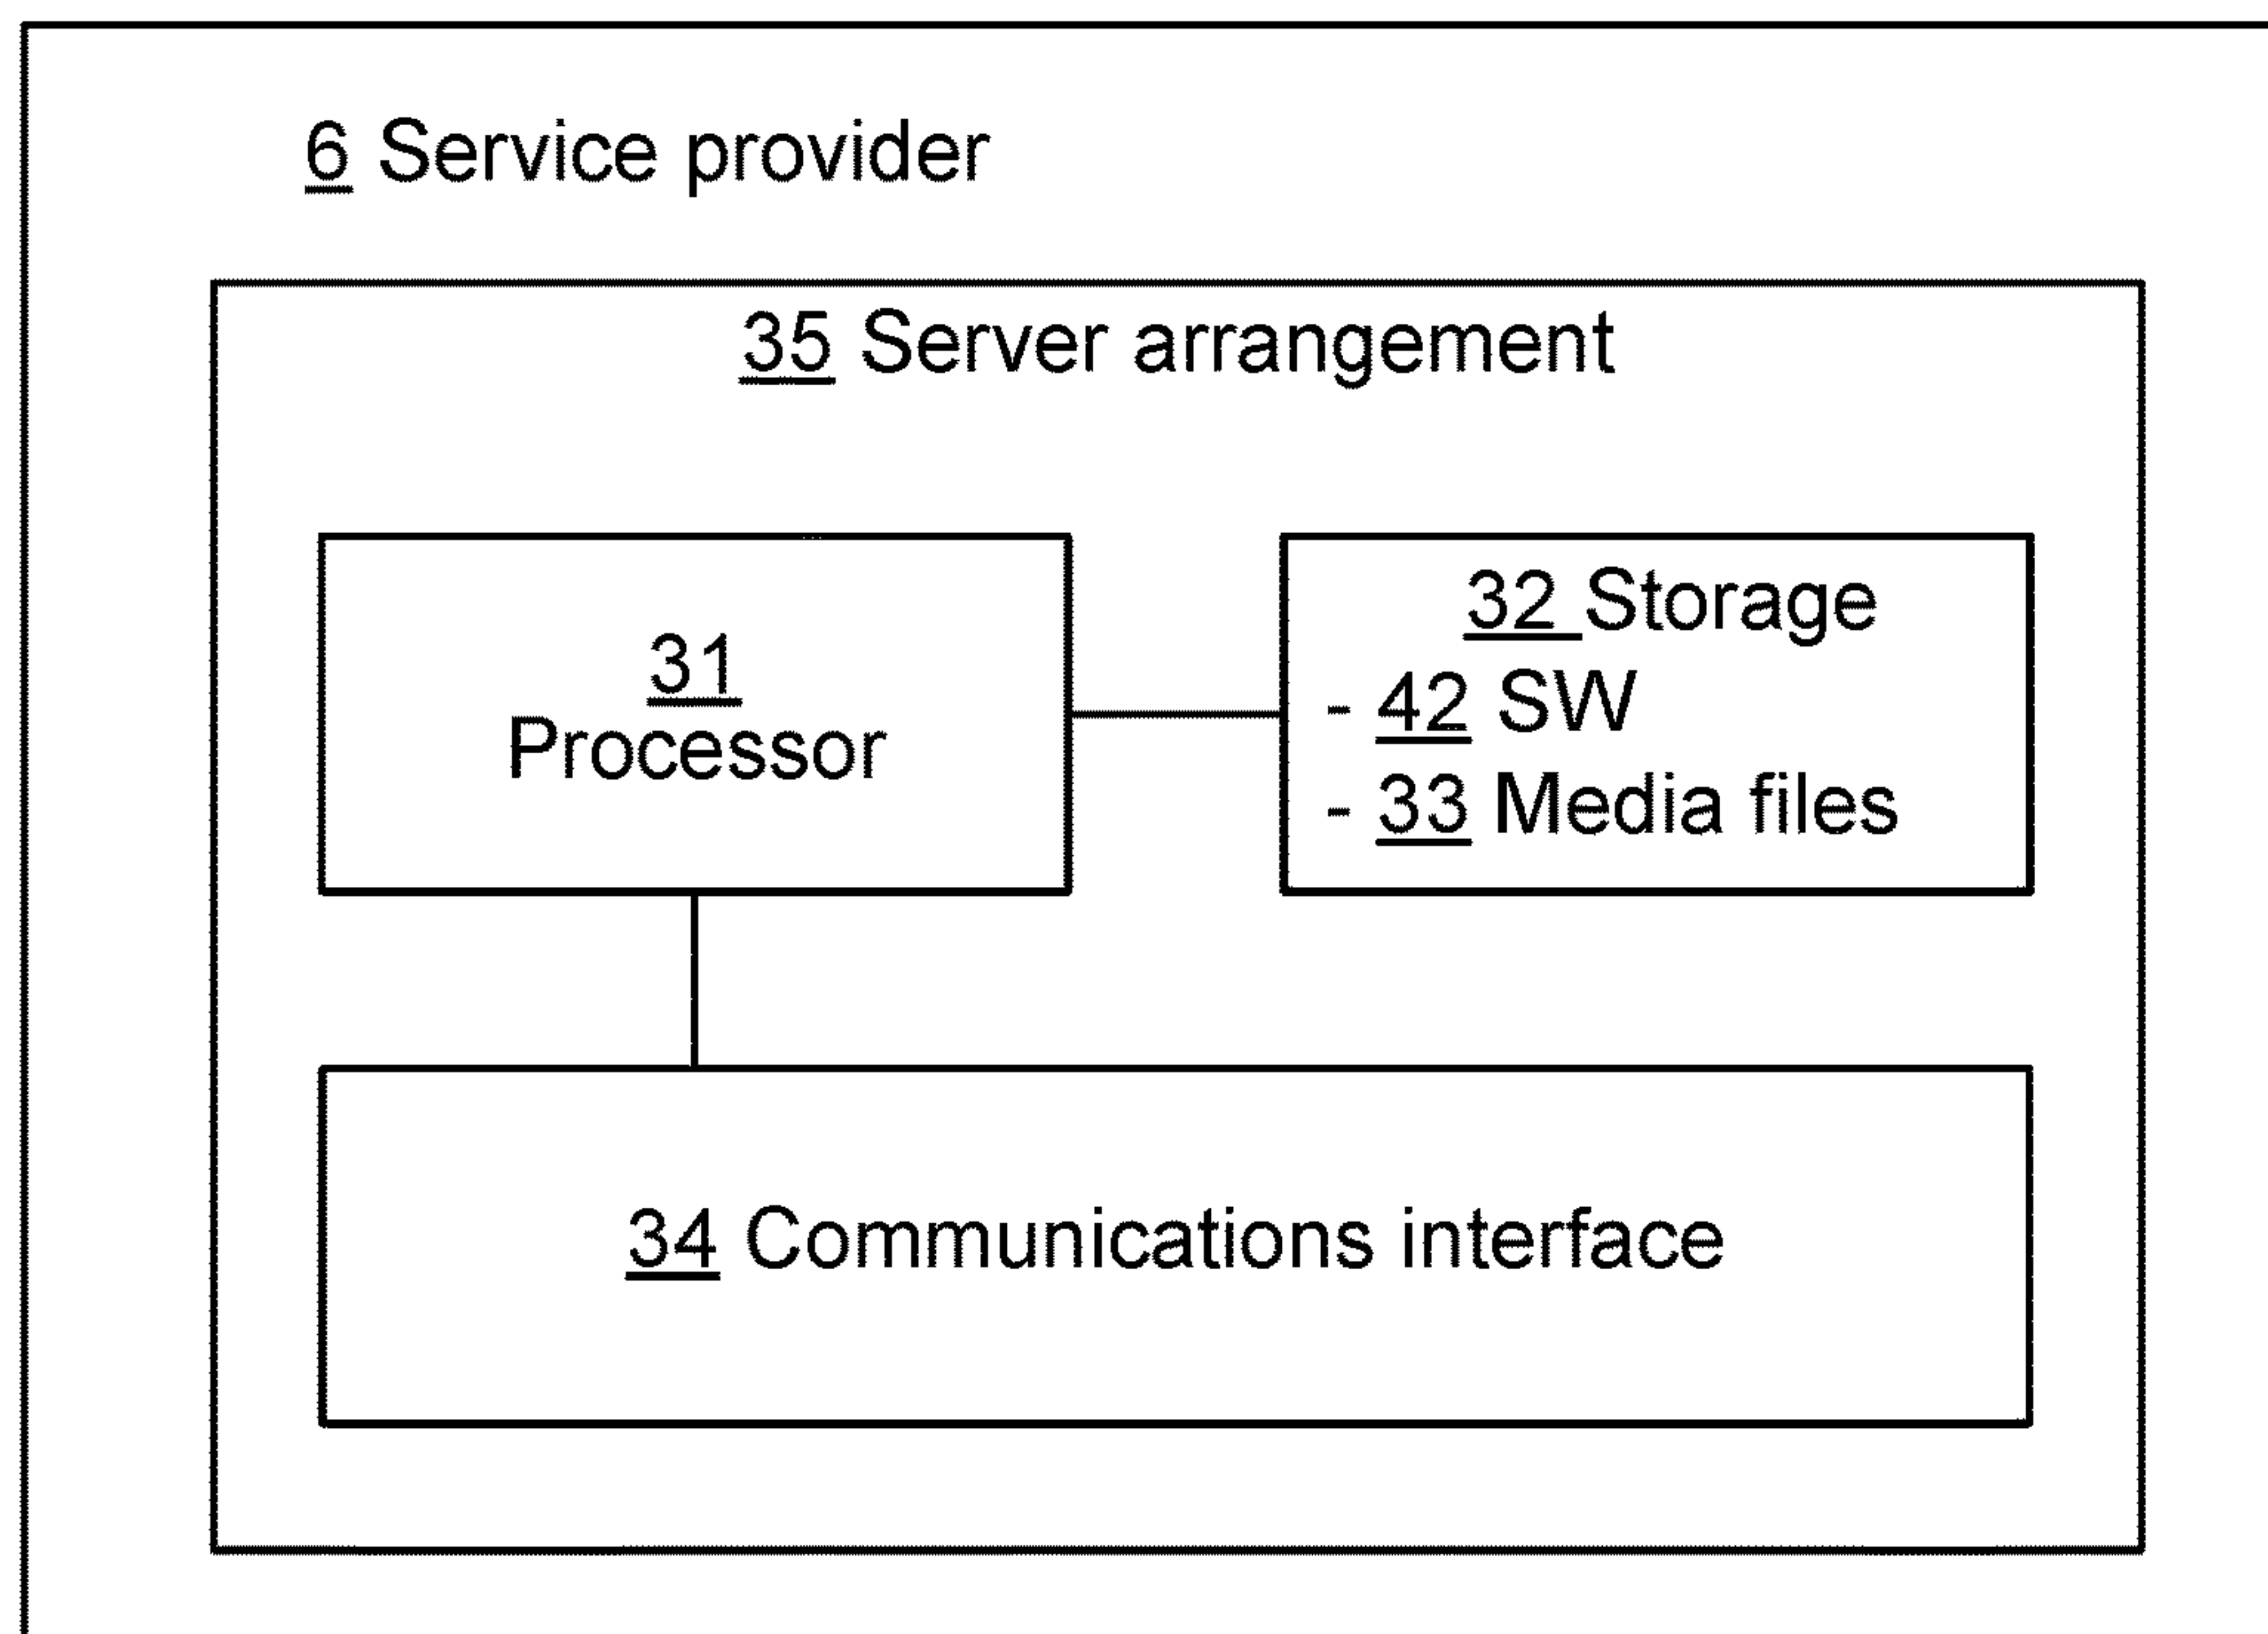 6 Service provider
35 Server arrangement
31
Processor
32 Storage
- 42 SW
- 33 Media files
34 Communications interface